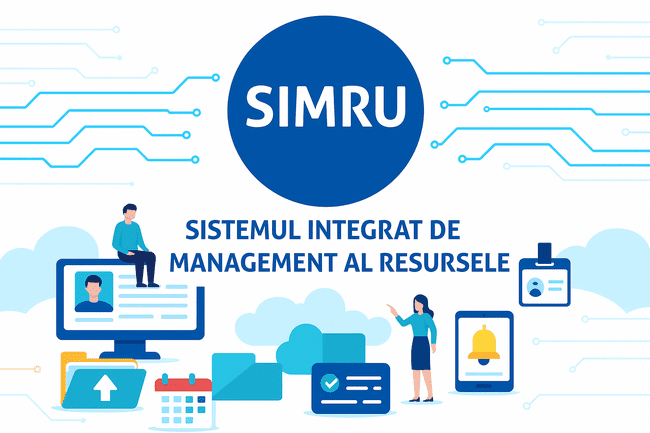 SIMRU
SISTEMUL INTEGRAT DE
MANAGEMENT AL RESURSELE